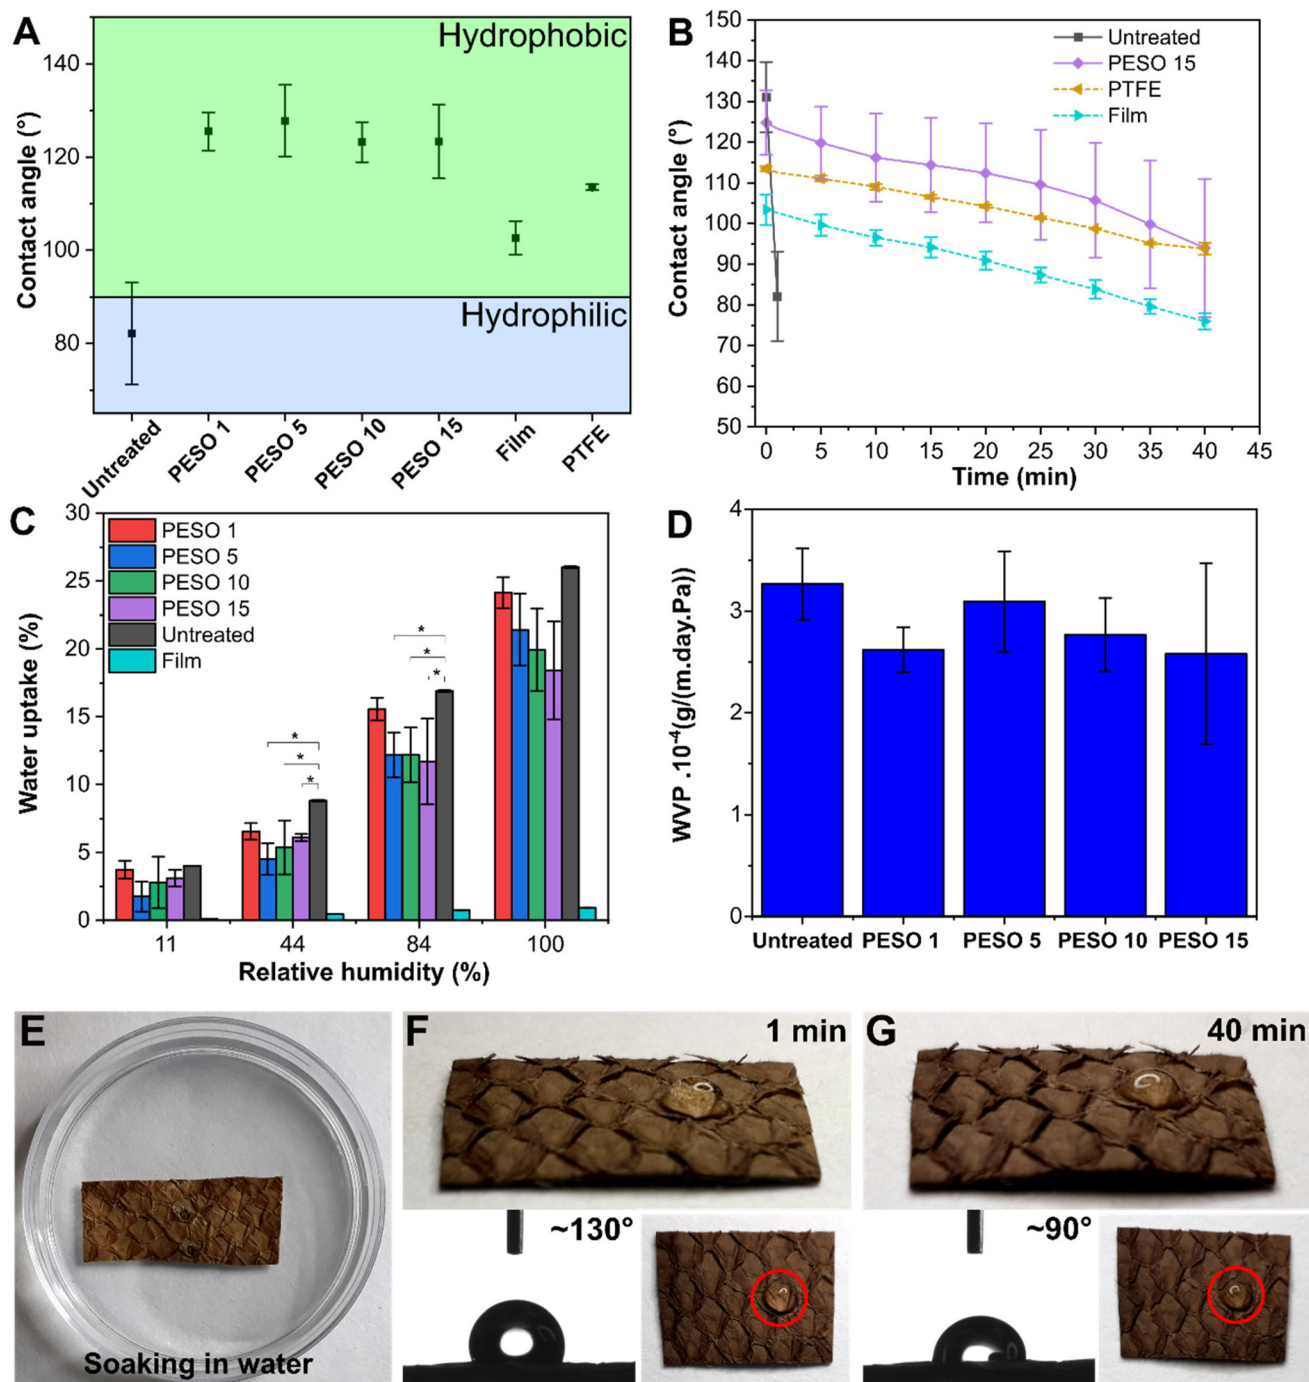 A
Hydrophobic
Hydrophilic
Contact angle (°)
140
120
100
80
Untreated
PESO 1
PESO 5
PESO 10
PESO 15
Film
PTFE
B
Untreated
PESO 15
PTFE
Film
Contact angle (°)
150
140
130
120
110
100
90
80
70
60
50
0 5 10 15 20 25 30 35 40 45
Time (min)
C
PESO 1
PESO 5
PESO 10
PESO 15
Untreated
Film
Water uptake (%)
30
25
20
15
10
5
0
*
*
*
*
*
*
11 44 84 100
Relative humidity (%)
D
WVP .10⁻⁴(g/(m.day.Pa))
4
3
2
1
0
Untreated PESO 1 PESO 5 PESO 10 PESO 15
E
Soaking in water
F
1 min
~130°
G
40 min
~90°